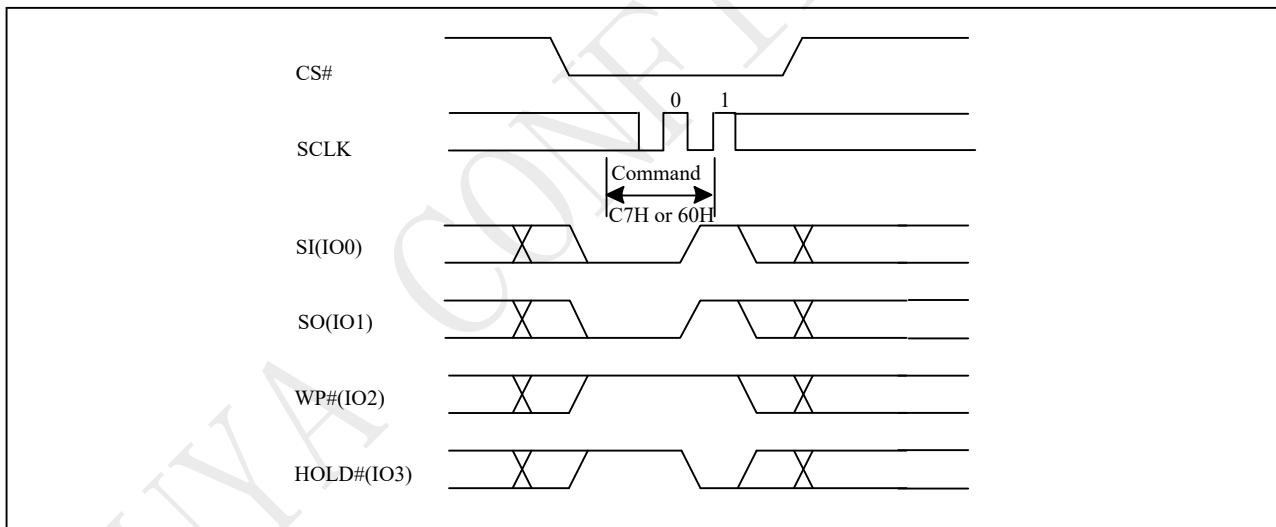 CS#
0 1
SCLK
Command
C7H or 60H
SI(IO0)
SO(IO1)
WP#(IO2)
HOLD#(IO3)